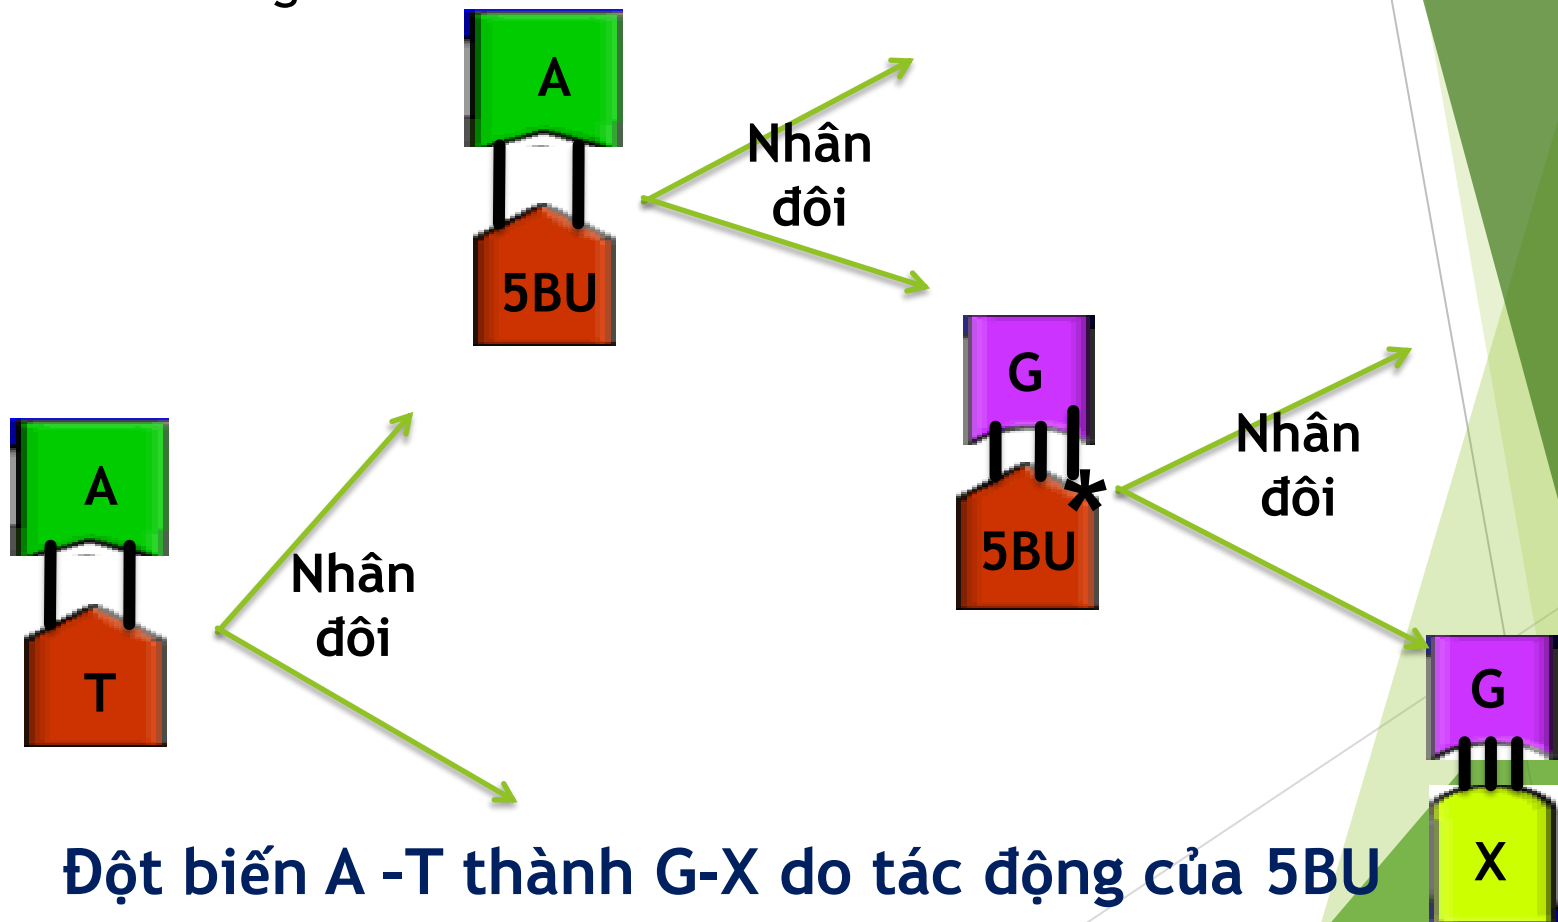 A
5BU
Nhân
đôi
G
*
5BU
Nhân
đôi
A
T
Nhân
đôi
G
X
Đột biến A -T thành G-X do tác động của 5BU